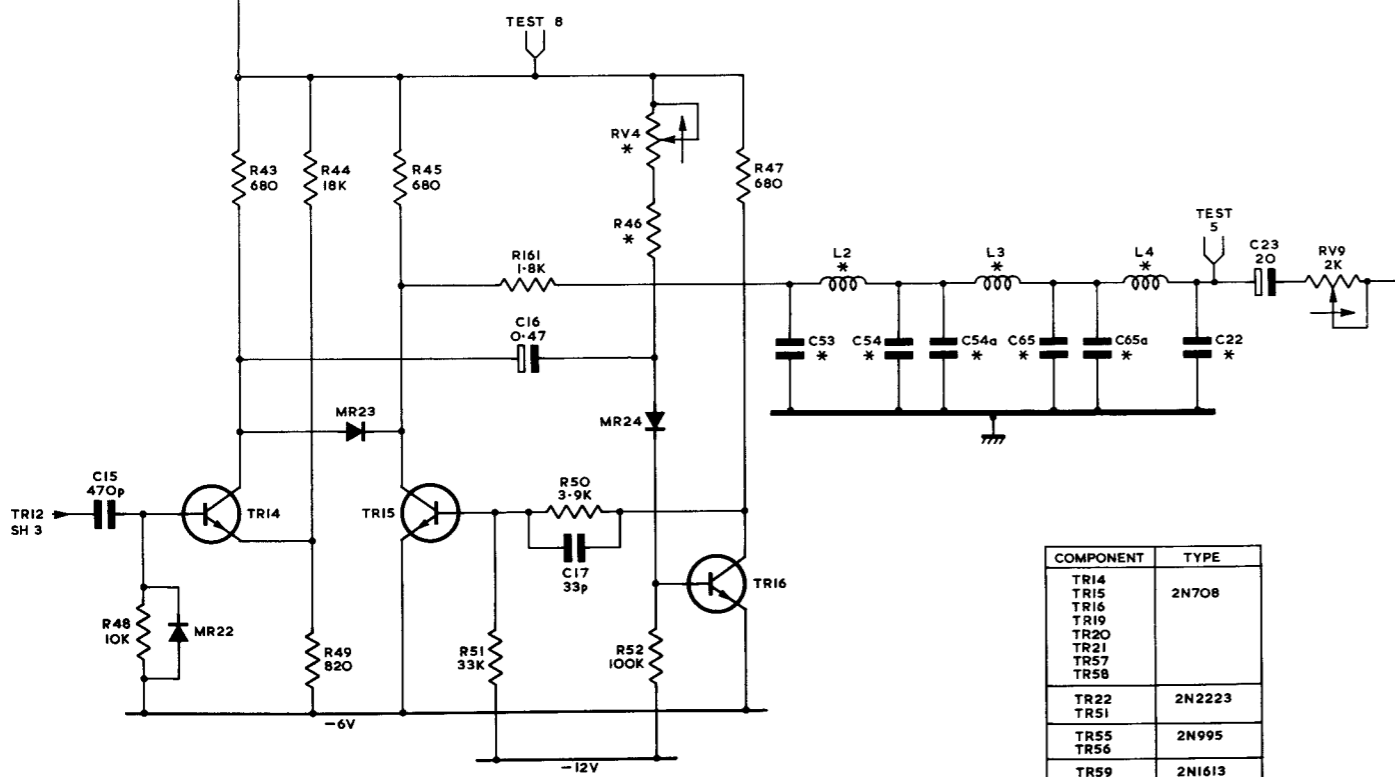 TEST 8
R43
680
R44
18K
R45
680
RV4
*
R47
680
R46
*
TEST
5
R161
1·8K
L2
*
L3
*
L4
*
C23
20
RV9
2K
C16
0·47
C53
*
C54
*
C54a
*
C65
*
C65a
*
C22
*
MR23
MR24
C15
470p
R50
3·9K
TR12
SH 3
TR14
TR15
C17
33p
TR16
R48
10K
MR22
R49
820
R51
33K
R52
100K
-6V
-12V
COMPONENT TYPE
TR14
TR15 2N708
TR16
TR19
TR20
TR21
TR57
TR58
TR22 2N2223
TR51
TR55 2N995
TR56
TR59 2N1613